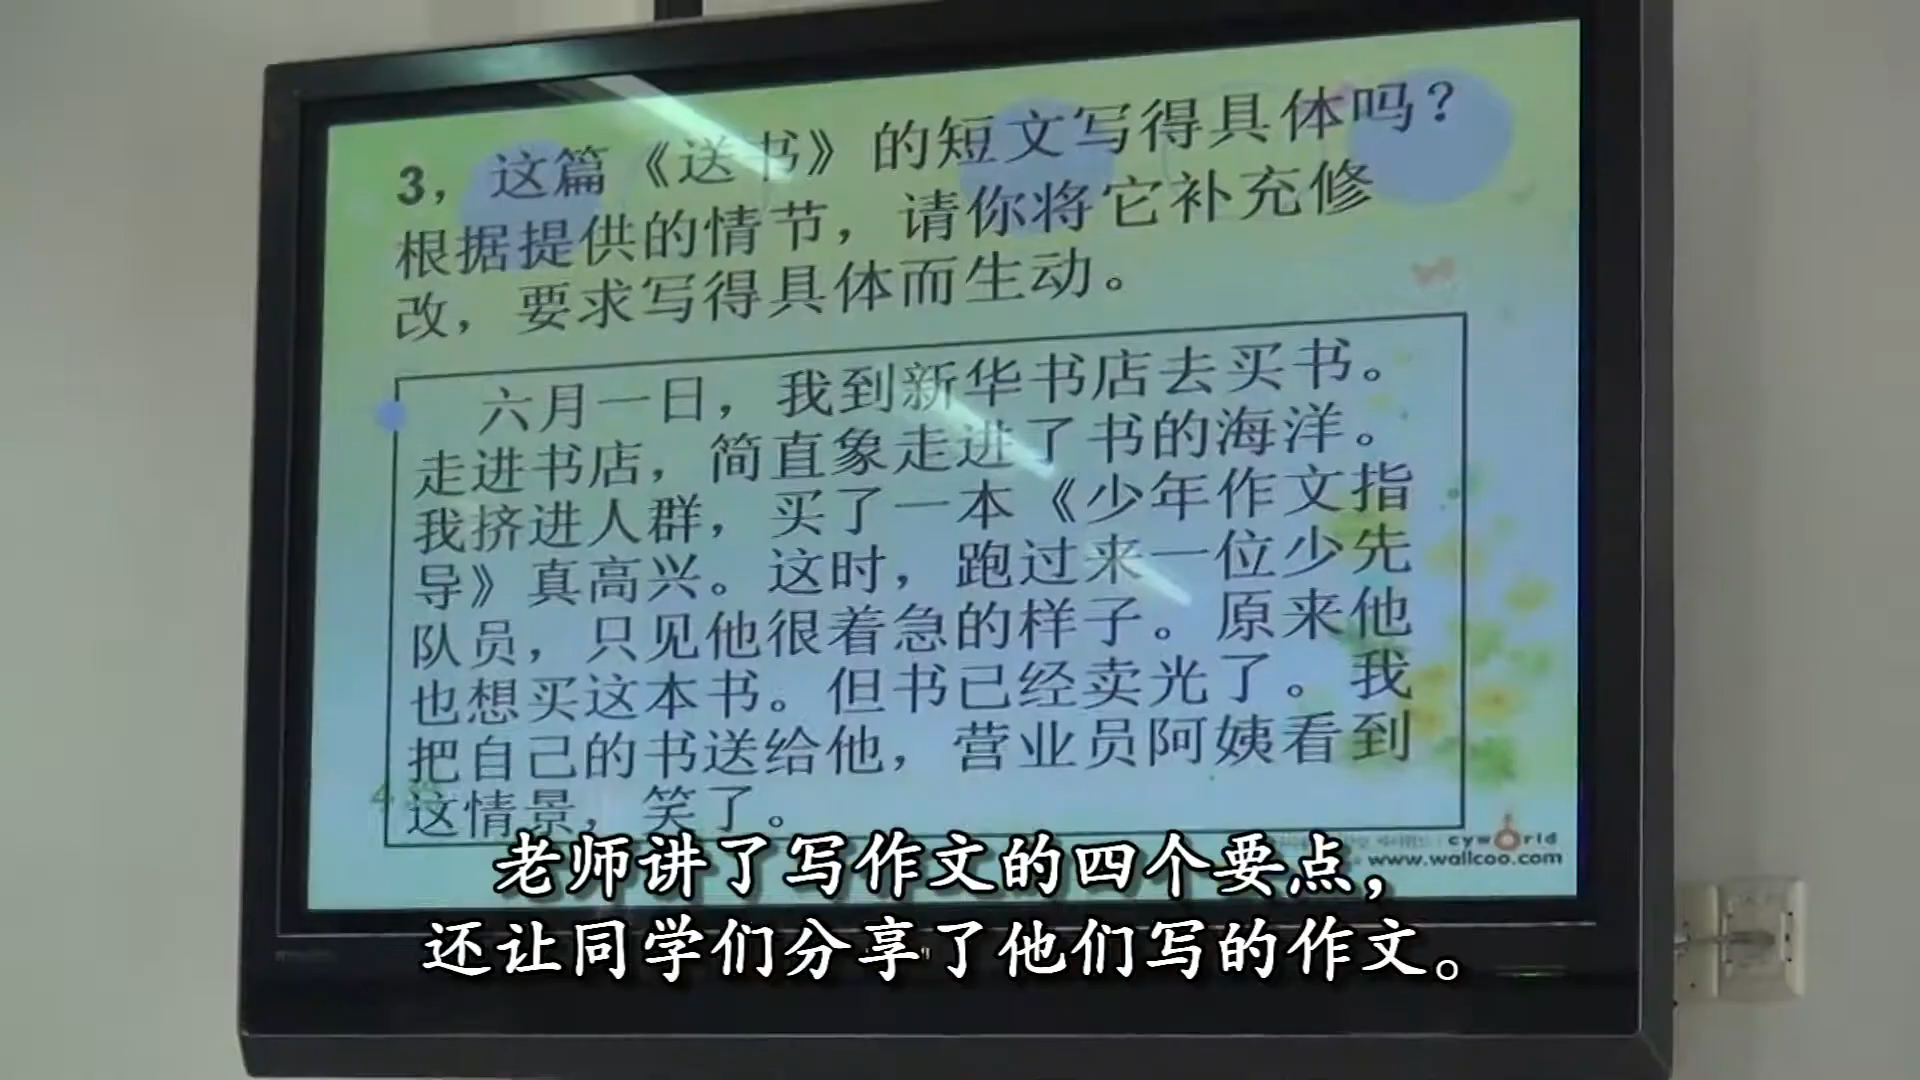 3，这篇《送书》的短文写得具体吗？
根据提供的情节，请你将它补充修
改，要求写得具体而生动。
六月一日，我到新华书店去买书。
走进书店，简直象走进了书的海洋。
我挤进人群，买了一本《少年作文指
导》真高兴。这时，跑过来一位少先
队员，只见他很着急的样子。原来他
也想买这本书。但书已经卖光了。我
把自己的书送给他，营业员阿姨看到
这情景，笑了。
cyworld
www.wallcoo.com
老师讲了写作文的四个要点，
还让同学们分享了他们写的作文。